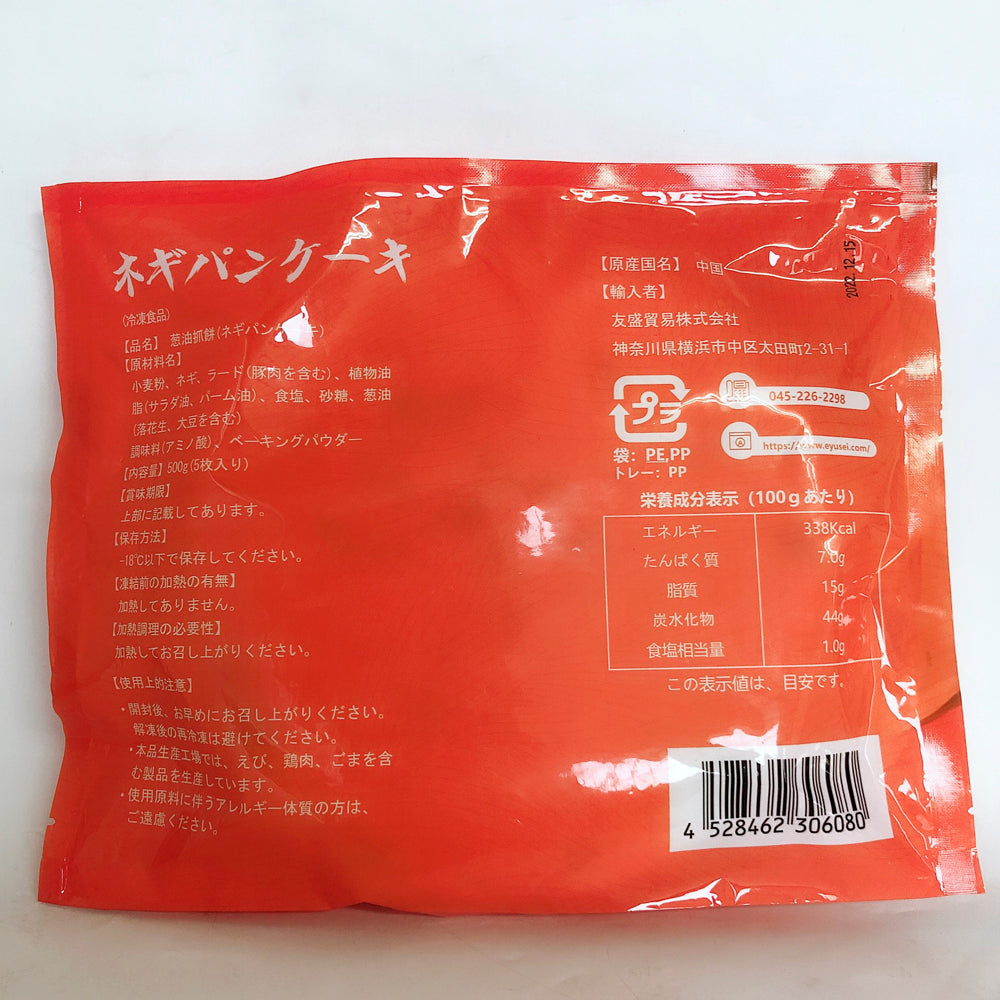 ネギパンケーキ
(冷凍食品)
【品名】 葱油抓餅(ネギパンケーキ)
【原材料名】
小麦粉、ネギ、ラード(豚肉を含む)、植物油
脂(サラダ油、パーム油)、食塩、砂糖、葱油
(落花生、大豆を含む)
調味料(アミノ酸)、ベーキングパウダー
【内容量】500g(5枚入り)
【賞味期限】
上部に記載してあります。
【保存方法】
-18℃以下で保存してください。
【凍結前の加熱の有無】
加熱してありません。
【加熱調理の必要性】
加熱してお召し上がりください。
【使用上的注意】
・開封後、お早めにお召し上がりください。
解凍後の再冷凍は避けてください。
・本品生産工場では、えび、鶏肉、ごまを含
む製品を生産しています。
・使用原料に伴うアレルギー体質の方は、
ご遠慮ください。
2022.12.15
【原産国名】 中国
【輸入者】
友盛貿易株式会社
神奈川県横浜市中区太田町2-31-1
プラ
045-226-2298
https://www.eyusei.com/
袋: PE,PP
トレー: PP
栄養成分表示(100gあたり)
エネルギー 338Kcal
たんぱく質 7.0g
脂質 15g
炭水化物 44g
食塩相当量 1.0g
この表示値は、目安です。
4 528462 306080